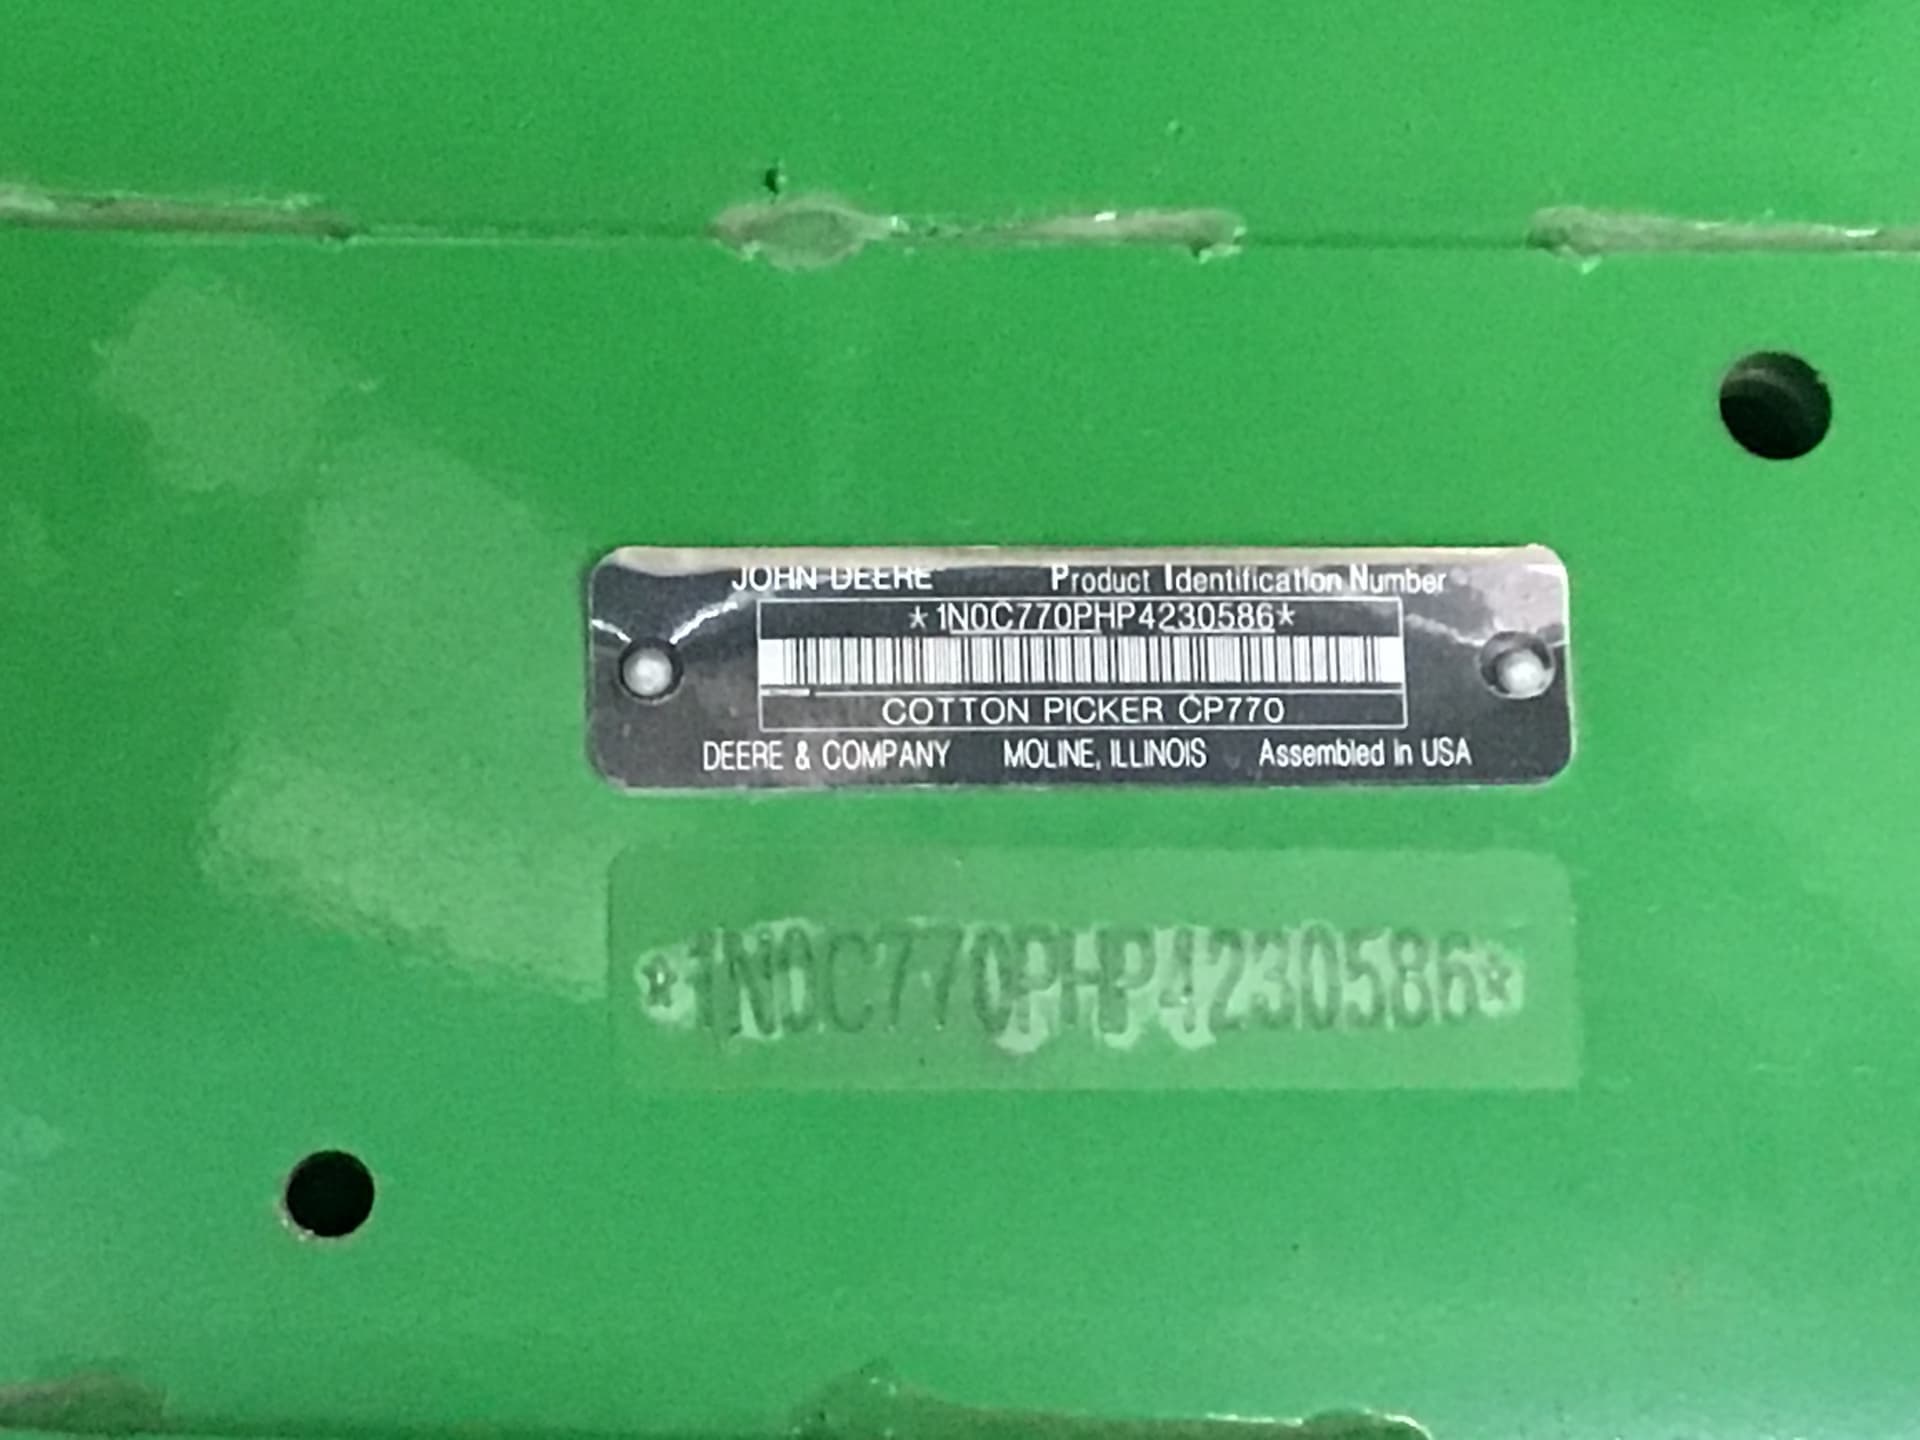 JOHN DEERE Product Identification Number
*1N0C770PHP4230586*
COTTON PICKER CP770
DEERE & COMPANY MOLINE, ILLINOIS Assembled in USA
*1N0C770PHP4230586*